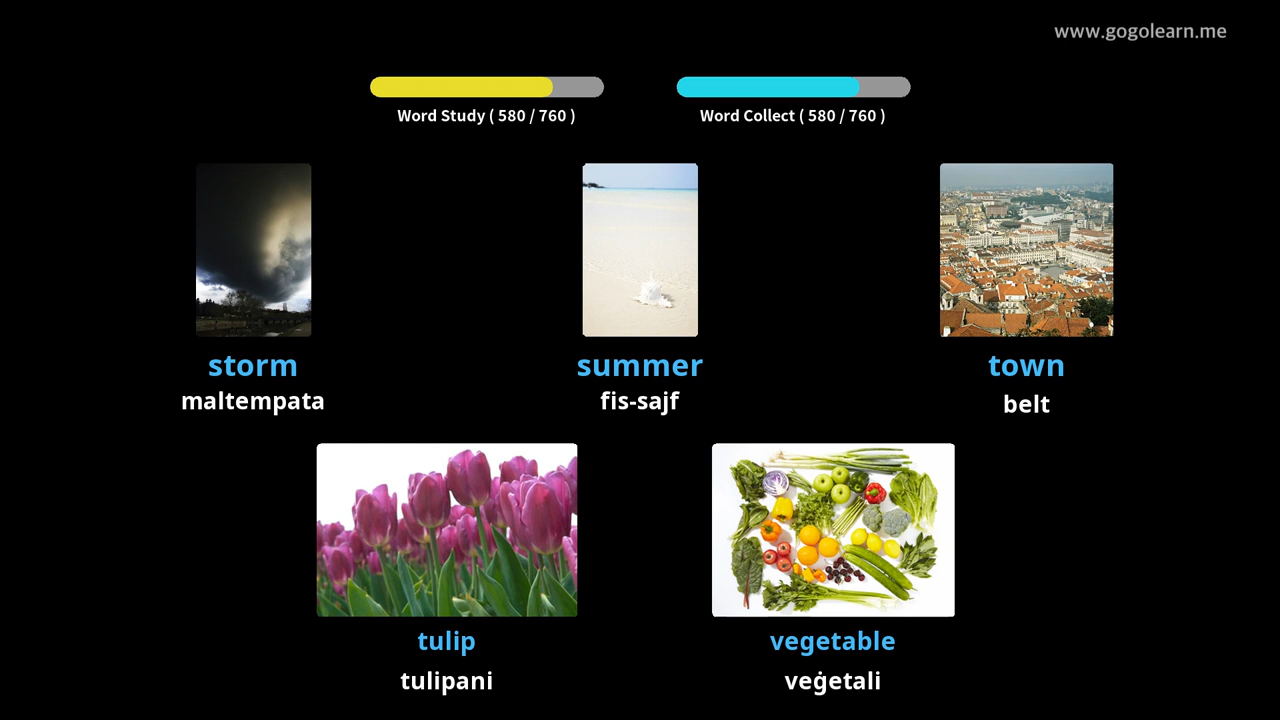 www.gogolearn.me
Word Study ( 580 / 760 )
Word Collect ( 580 / 760 )
storm
maltempata
summer
fis-sajf
town
belt
tulip
tulipani
vegetable
veġetali